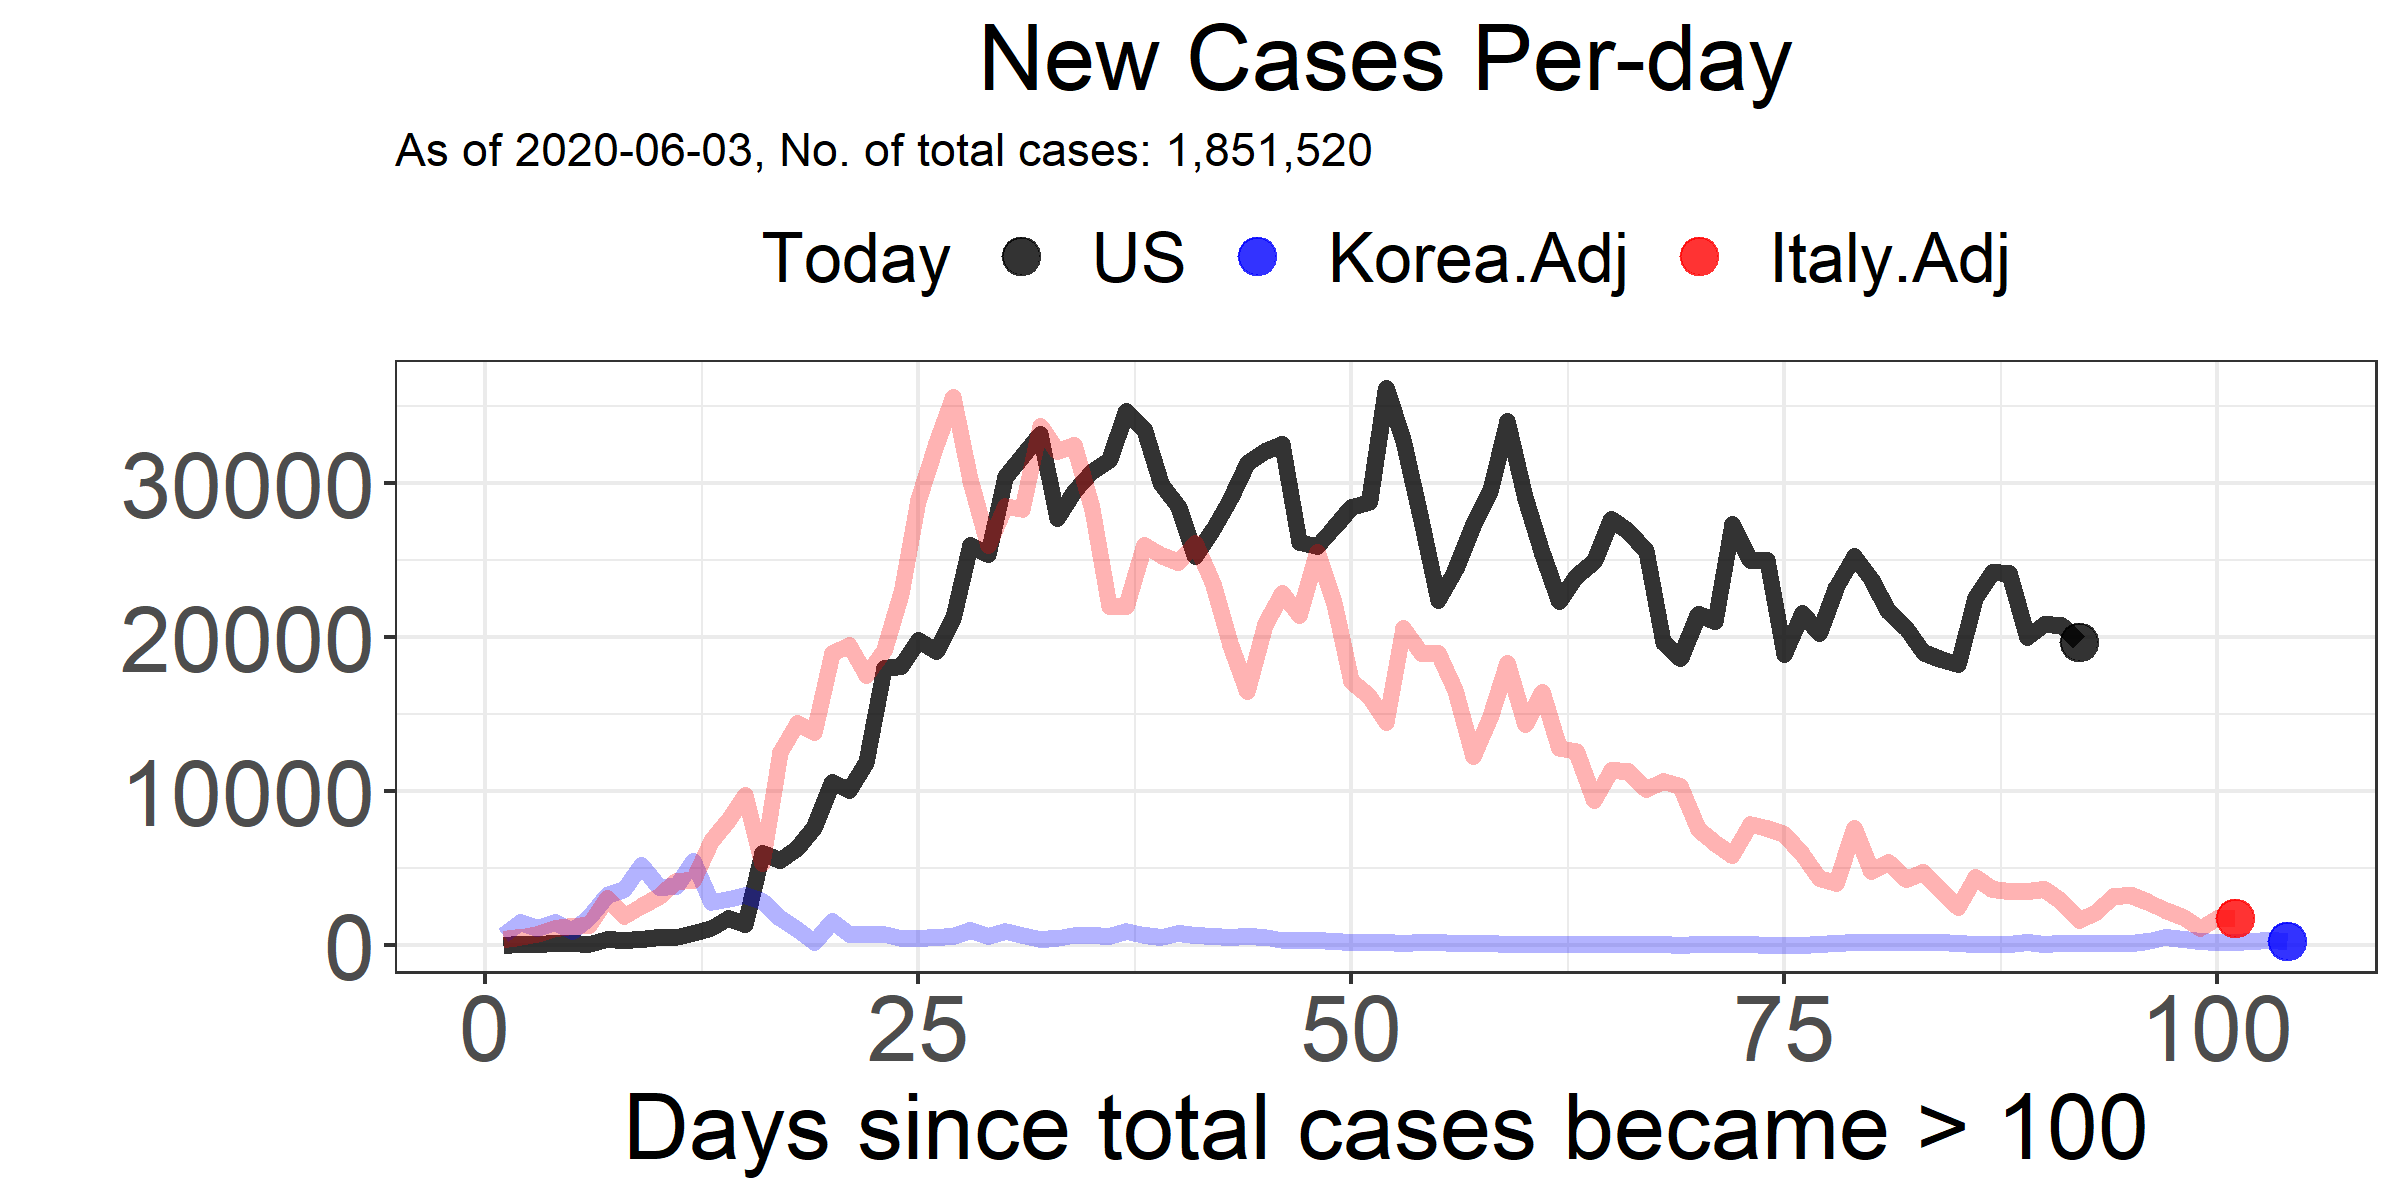 New Cases Per-day
As of 2020-06-03, No. of total cases: 1,851,520
Today US Korea.Adj Italy.Adj
30000
20000
10000
0
0 25 50 75 100
Days since total cases became > 100